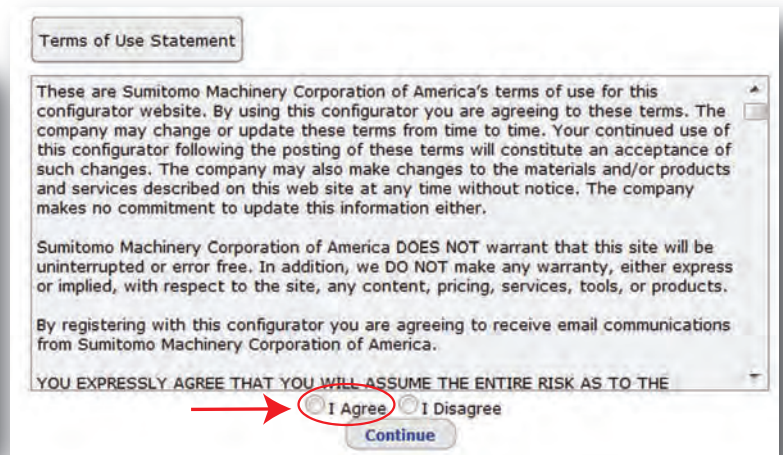 Terms of Use Statement
These are Sumitomo Machinery Corporation of America's terms of use for this
configurator website. By using this configurator you are agreeing to these terms. The
company may change or update these terms from time to time. Your continued use of
this configurator following the posting of these terms will constitute an acceptance of
such changes. The company may also make changes to the materials and/or products
and services described on this web site at any time without notice. The company
makes no commitment to update this information either.
Sumitomo Machinery Corporation of America DOES NOT warrant that this site will be
uninterrupted or error free. In addition, we DO NOT make any warranty, either express
or implied, with respect to the site, any content, pricing, services, tools, or products.
By registering with this configurator you are agreeing to receive email communications
from Sumitomo Machinery Corporation of America.
YOU EXPRESSLY AGREE THAT YOU WILL ASSUME THE ENTIRE RISK AS TO THE
I Agree I Disagree
Continue